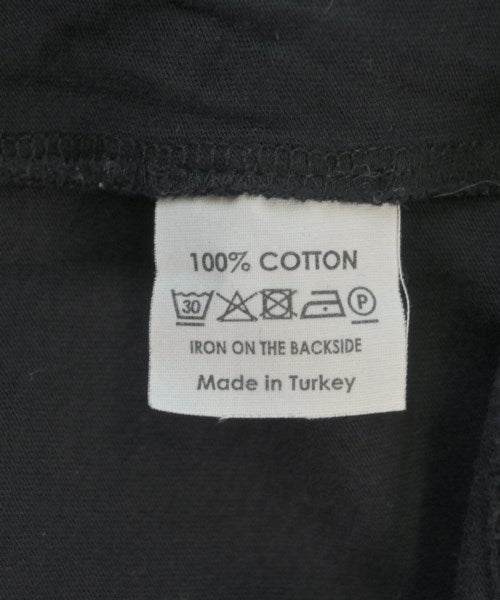 100% COTTON
30 P
IRON ON THE BACKSIDE
Made in Turkey